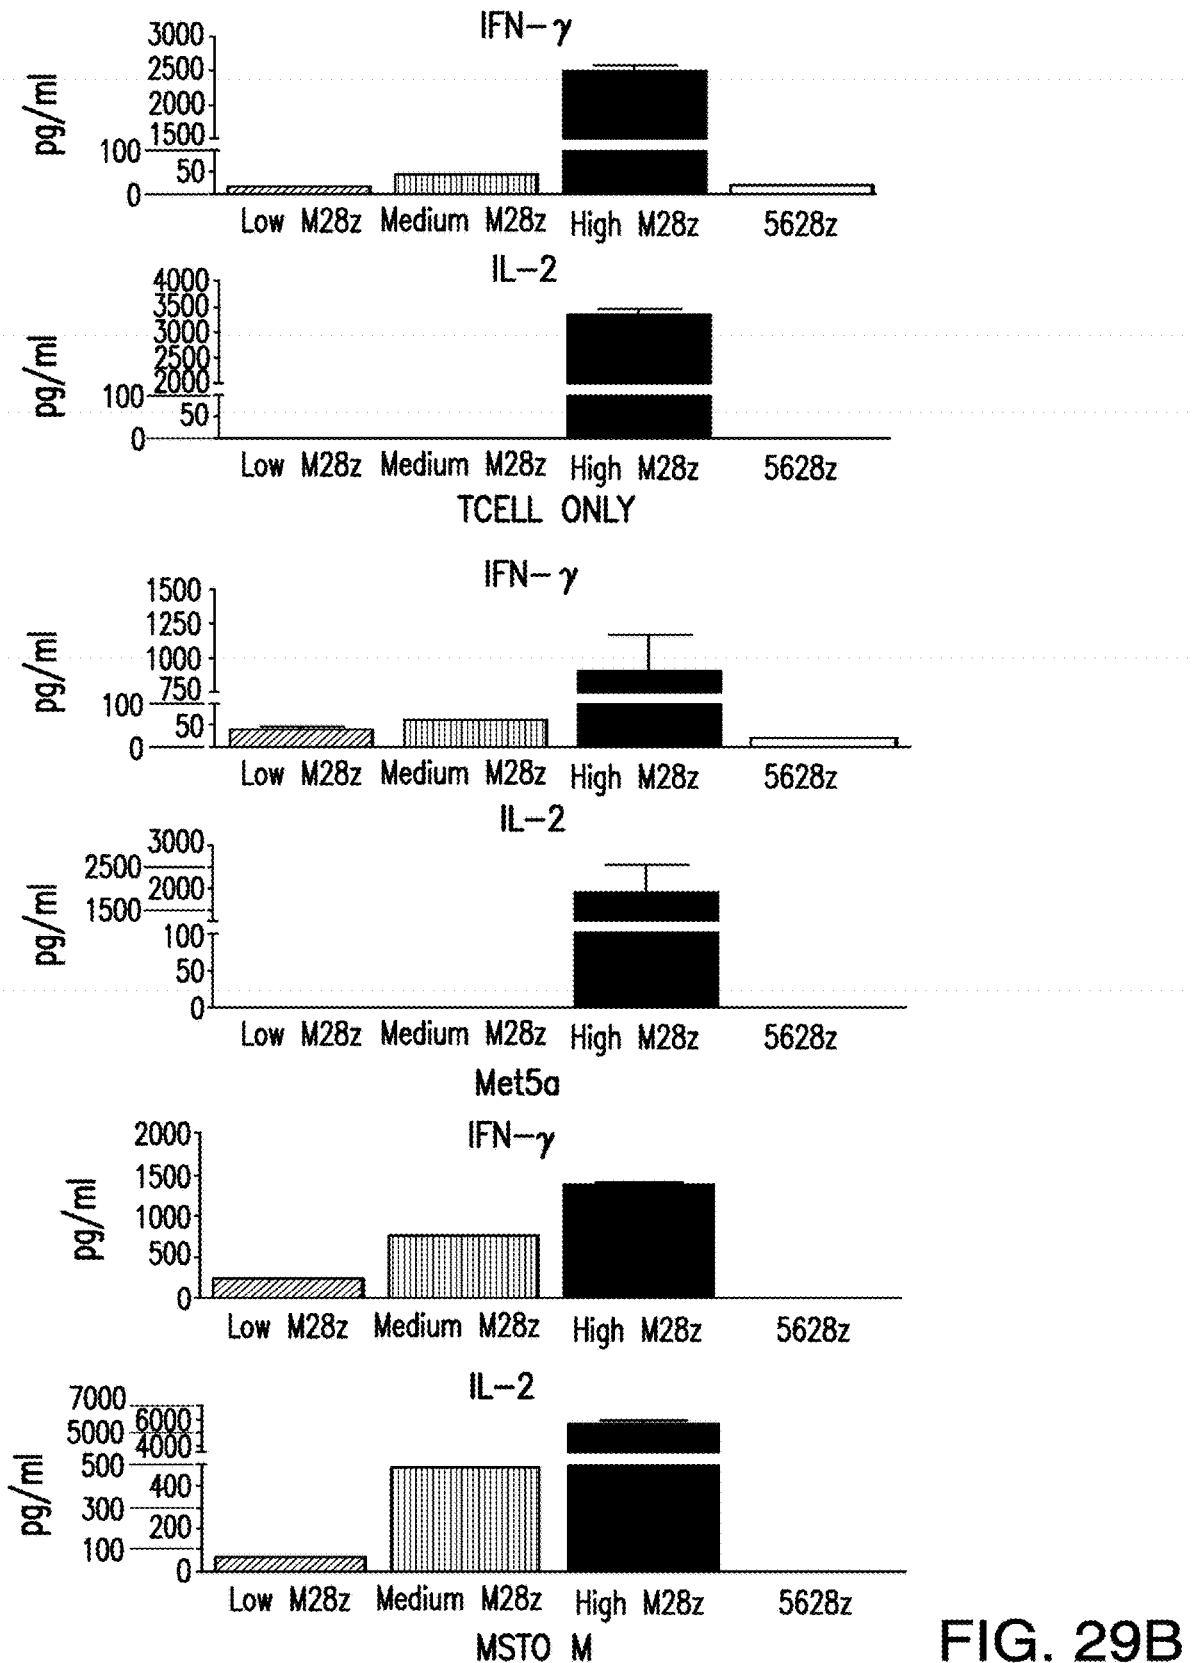 IFN-γ
3000
2500
2000
1500
100
50
0
pg/ml
Low M28z Medium M28z High M28z 5628z
IL-2
4000
3500
3000
2500
2000
100
50
0
pg/ml
Low M28z Medium M28z High M28z 5628z
TCELL ONLY
IFN-γ
1500
1250
1000
750
100
50
0
pg/ml
Low M28z Medium M28z High M28z 5628z
IL-2
3000
2500
2000
1500
100
50
0
pg/ml
Low M28z Medium M28z High M28z 5628z
Met5a
IFN-γ
2000
1500
1000
500
0
pg/ml
Low M28z Medium M28z High M28z 5628z
IL-2
7000
6000
5000
4000
500
400
300
200
100
0
pg/ml
Low M28z Medium M28z High M28z 5628z
MSTO M
FIG. 29B